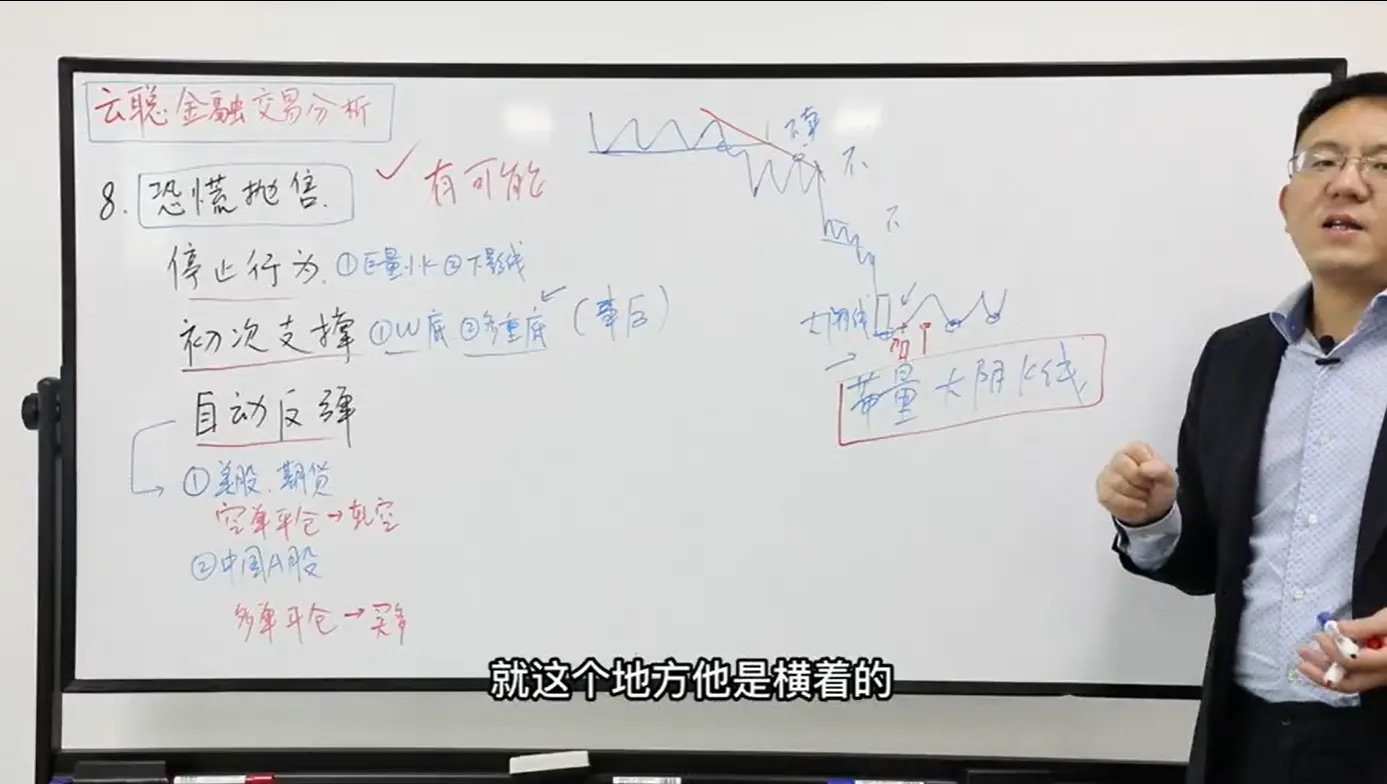 云聪金融交易分析
8. 恐慌抛售.
有可能
停止行为. ①巨量小K ②下影线
初次支撑 ①W底 ②多重底 (事后)
自动反弹
①美股.期货
空单平仓→轧空
②中国A股
多单平仓→买多
不
不
大阴线
带量大阴K线
就这个地方他是横着的